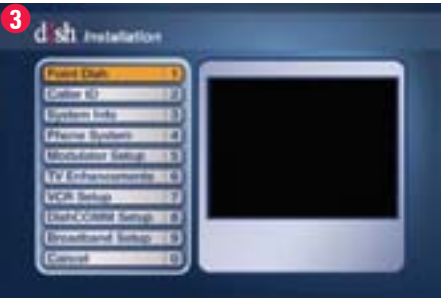 3
dish Installation
Point Dish 1
Caller ID 2
System Info 3
Phone System 4
Modulator Setup 5
TV Enhancements 6
VCR Setup 7
DishCOMM Setup 8
Broadband Setup 9
Cancel 0